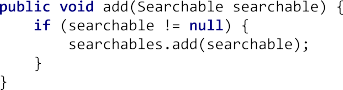 public void add(Searchable searchable) {
    if (searchable != null) {
        searchables.add(searchable);
    }
}